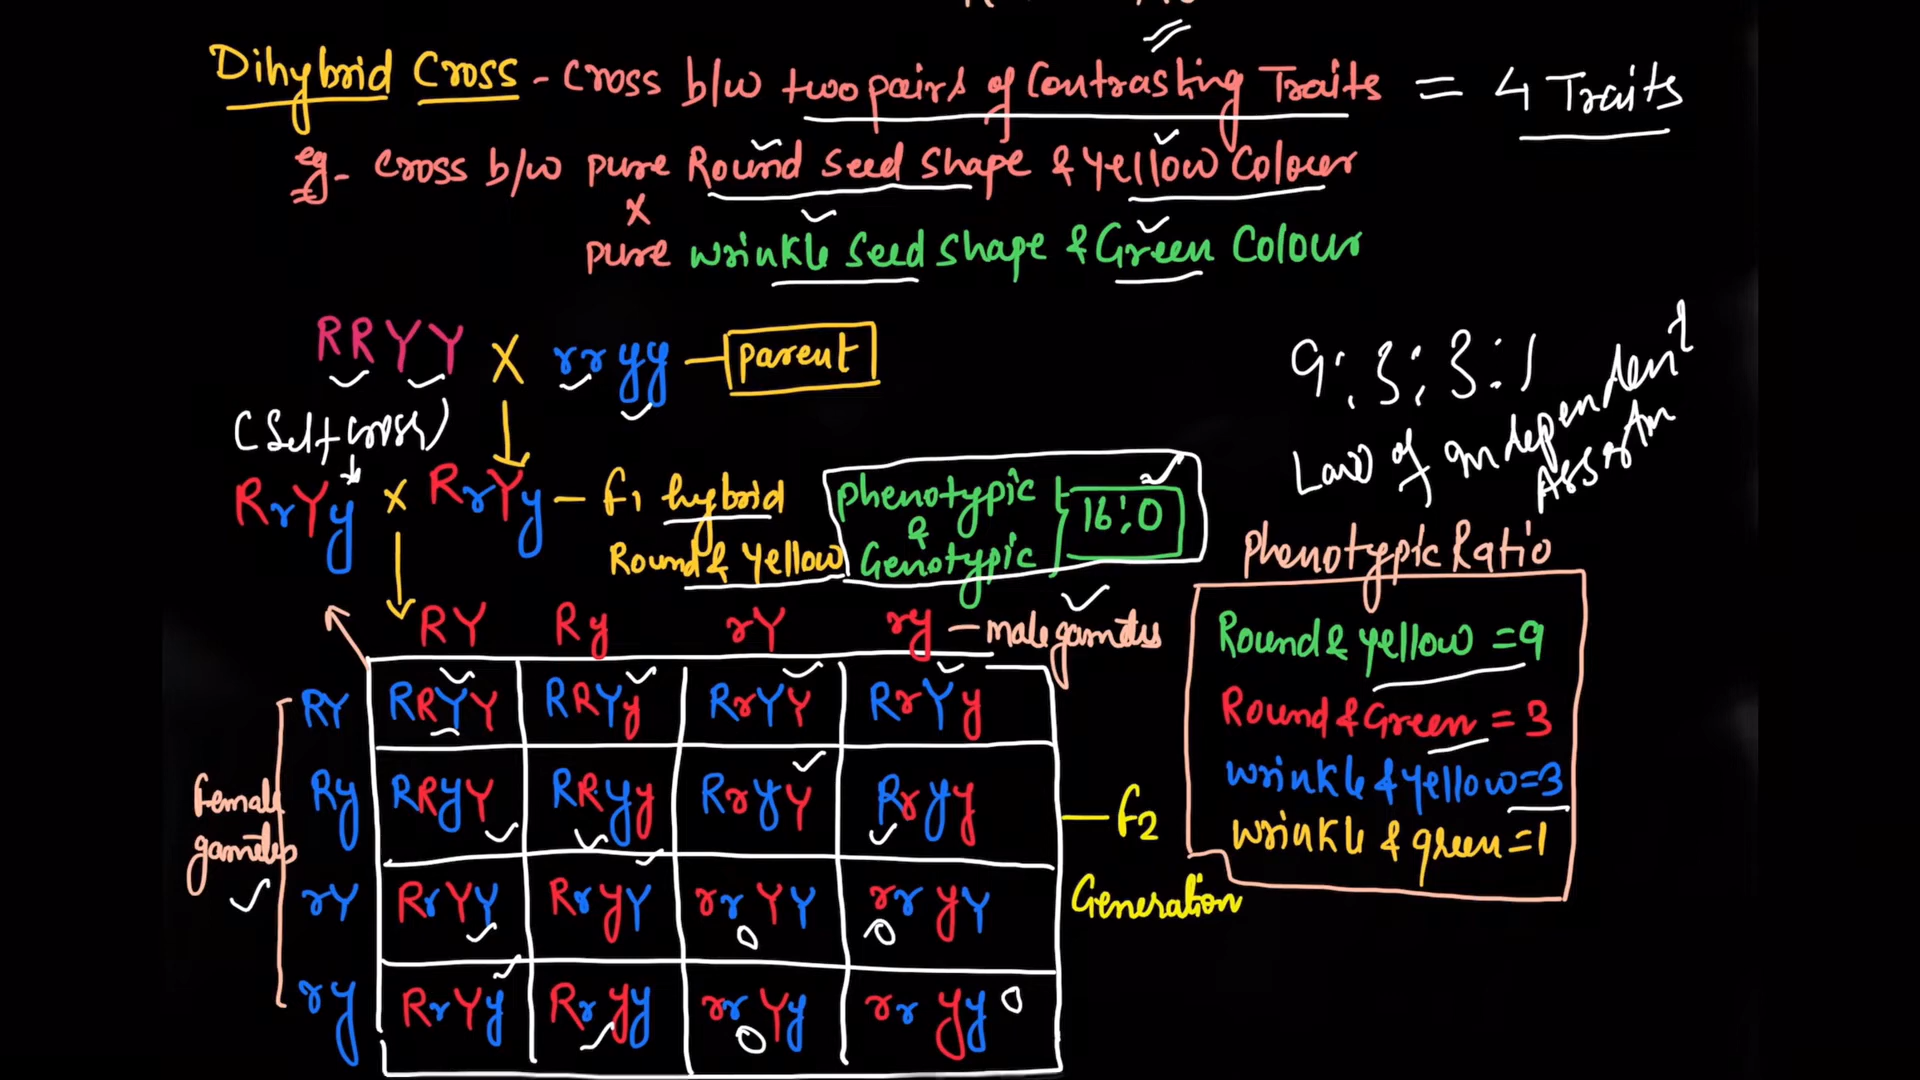 Dihybrid Cross - Cross b/w two pairs of Contrasting Traits = 4 Traits
eg- Cross b/w pure Round Seed Shape & Yellow Colour
X
pure wrinkle Seed Shape & Green Colour
RRYY X rryy - parent
(Self cross)
RrYy x RrYy - F1 hybrid
Round & Yellow
phenotypic & Genotypic } 16:0
9:3:3:1
Law of Independent
Phenotypic Ratio
Round & yellow = 9
Round & Green = 3
wrinkle & yellow = 3
wrinkle & green = 1
RY Ry rY ry - male gametes
Female gametes
RY RRYY RRYy RrYY RrYy
Ry RRyY RRyy RryY Rryy
rY RrYy RryY rrYY rryY
ry RrYy Rryy rrYy rryy
- F2
Generation